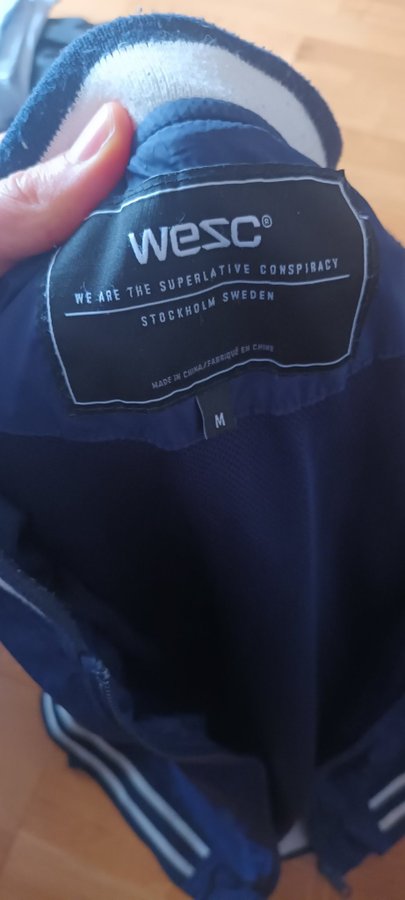 wesc®
WE ARE THE SUPERLATIVE CONSPIRACY
STOCKHOLM SWEDEN
MADE IN CHINA/FABRIQUÉ EN CHINE
M